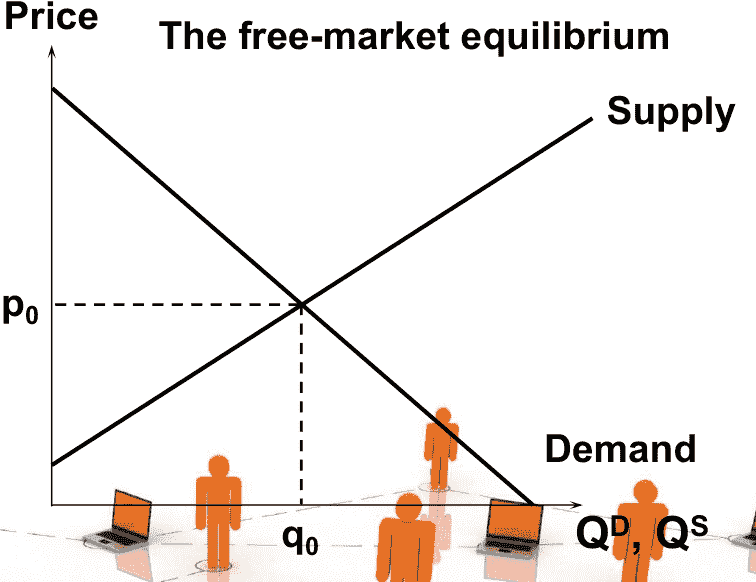 Price
The free-market equilibrium
Supply
p₀
Demand
q₀
Qᴰ, Qˢ